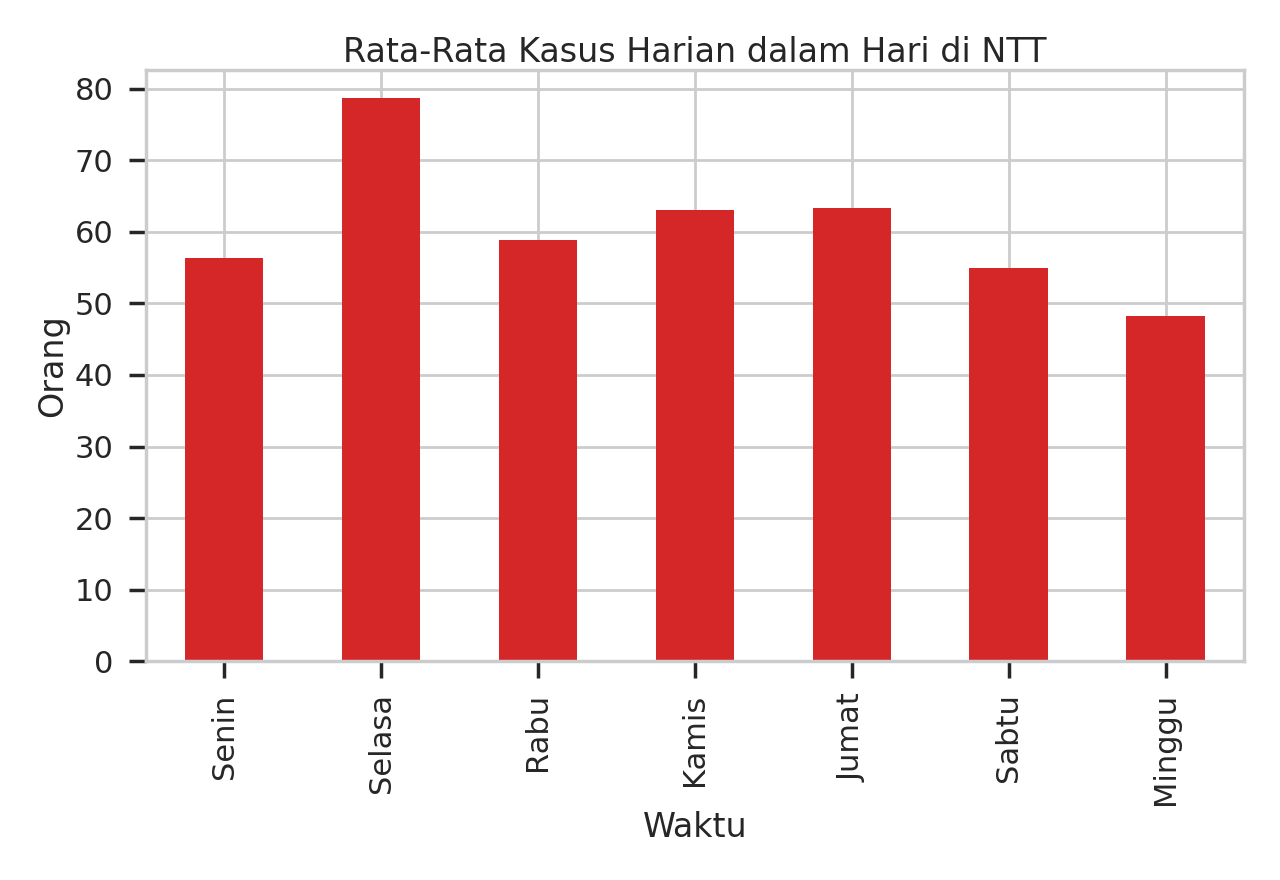 Rata-Rata Kasus Harian dalam Hari di NTT
80
70
60
50
40
30
20
10
0
Orang
Senin
Selasa
Rabu
Kamis
Jumat
Sabtu
Minggu
Waktu